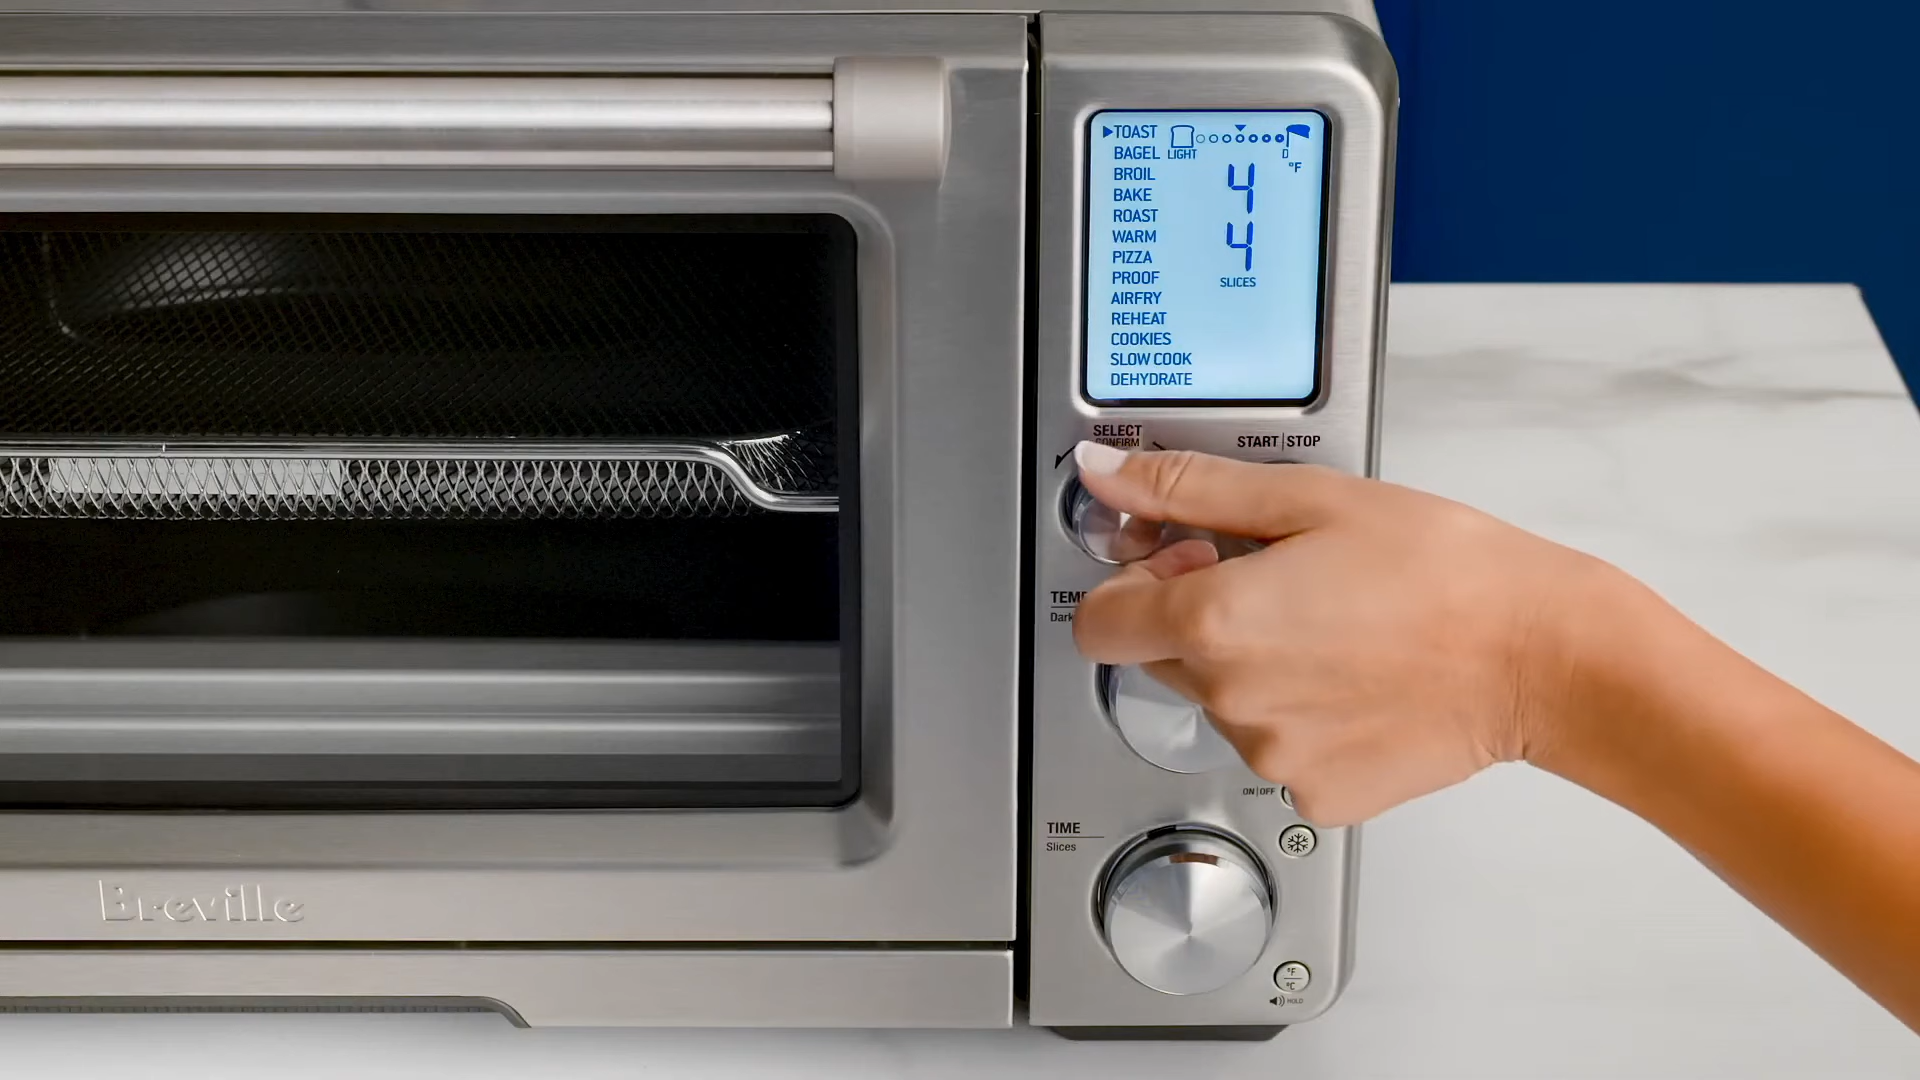 TOAST
LIGHT
D
BAGEL
°F
BROIL
4
BAKE
ROAST
4
WARM
PIZZA
SLICES
PROOF
AIRFRY
REHEAT
COOKIES
SLOW COOK
DEHYDRATE
SELECT
CONFIRM
START|STOP
TEMP
Dark
ON|OFF
TIME
Slices
Breville
°F
°C
HOLD